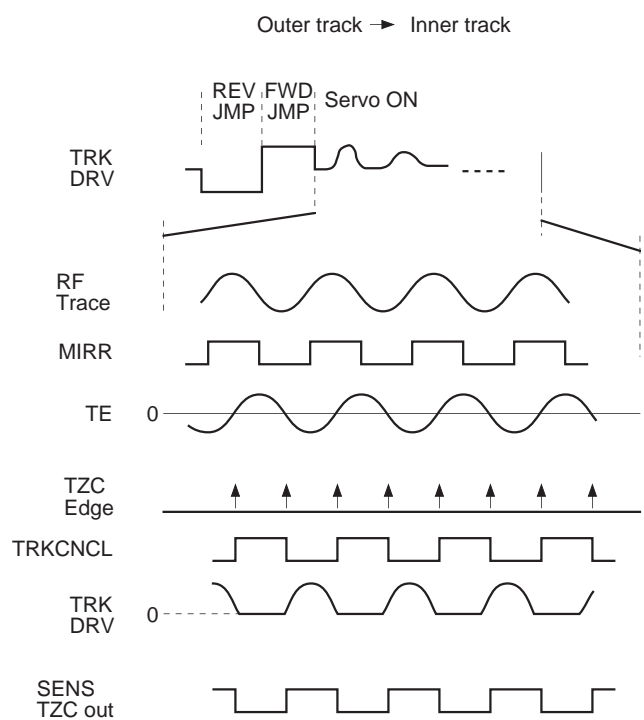 Outer track → Inner track
REV JMP
FWD JMP
Servo ON
TRK
DRV
RF
Trace
MIRR
TE
0
TZC
Edge
TRKCNCL
TRK
DRV
0
SENS
TZC out